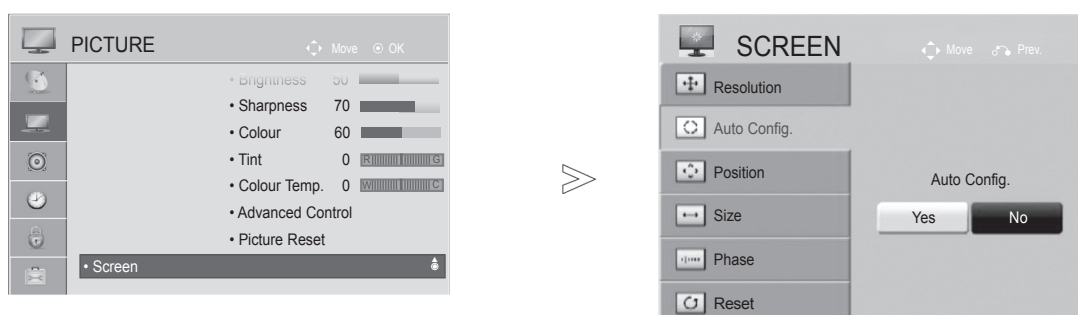 PICTURE
Move OK
• Brightness 50
• Sharpness 70
• Colour 60
• Tint 0 R G
• Colour Temp. 0 W C
• Advanced Control
• Picture Reset
• Screen
SCREEN
Move Prev.
Resolution
Auto Config.
Position
Size
Phase
Reset
Auto Config.
Yes No